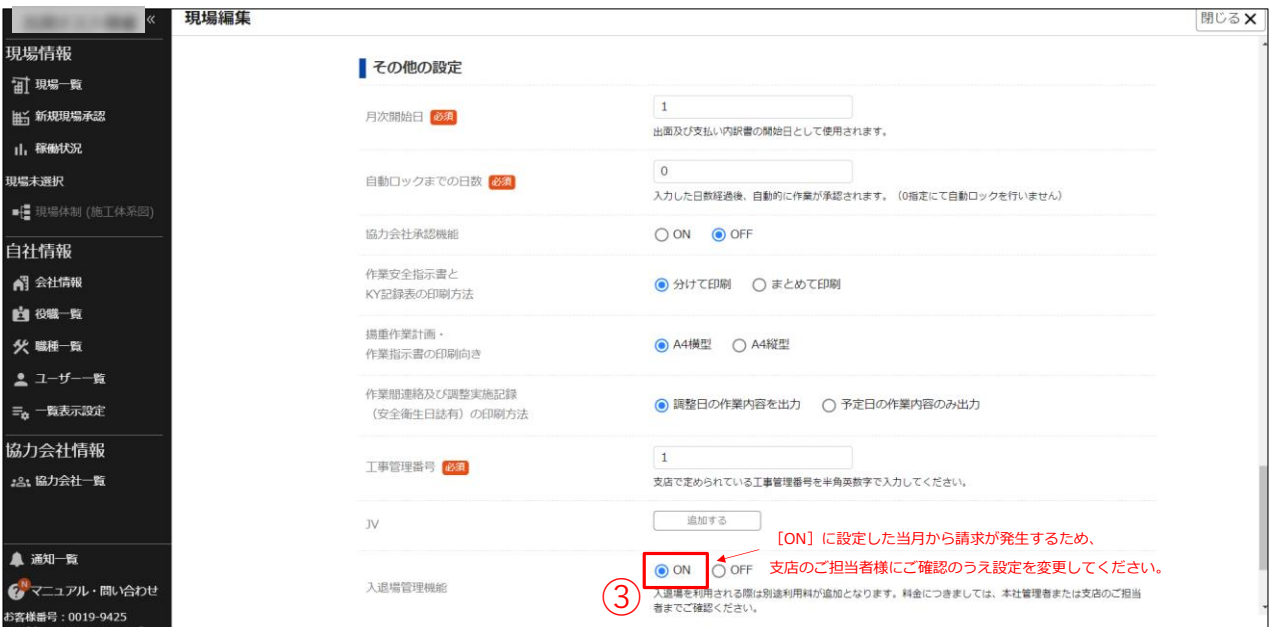 «
現場編集
閉じる X
現場情報
現場一覧
新規現場承認
稼働状況
現場未選択
現場体制 (施工体系図)
自社情報
会社情報
役職一覧
職種一覧
ユーザー一覧
一覧表示設定
協力会社情報
協力会社一覧
通知一覧
N
マニュアル・問い合わせ
お客様番号：0019-9425
その他の設定
月次開始日 必須
1
出面及び支払い内訳書の開始日として使用されます。
自動ロックまでの日数 必須
0
入力した日数経過後、自動的に作業が承認されます。（0指定にて自動ロックを行いません）
協力会社承認機能
ON OFF
作業安全指示書と
KY記録表の印刷方法
分けて印刷 まとめて印刷
揚重作業計画・
作業指示書の印刷向き
A4横型 A4縦型
作業間連絡及び調整実施記録
（安全衛生日誌有）の印刷方法
調整日の作業内容を出力 予定日の作業内容のみ出力
工事管理番号 必須
1
支店で定められている工事管理番号を半角英数字で入力してください。
JV
追加する
［ON］に設定した当月から請求が発生するため、
支店のご担当者様にご確認のうえ設定を変更してください。
入退場管理機能
③
ON OFF
入退場を利用される際は別途利用料が追加となります。料金につきましては、本社管理者または支店のご担当
者までご確認ください。